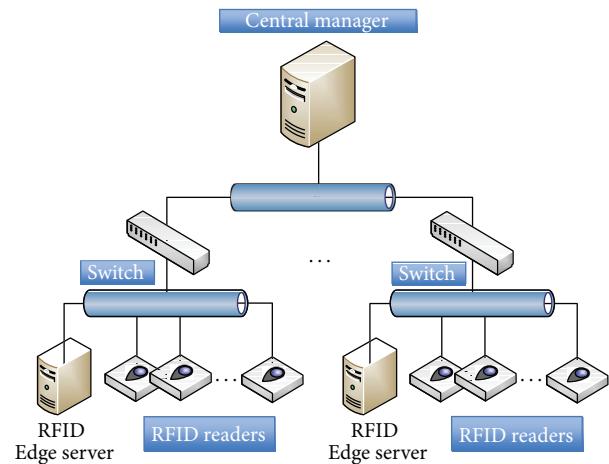 Central manager
...
Switch
Switch
...
...
RFID
Edge server
RFID readers
RFID
Edge server
RFID readers